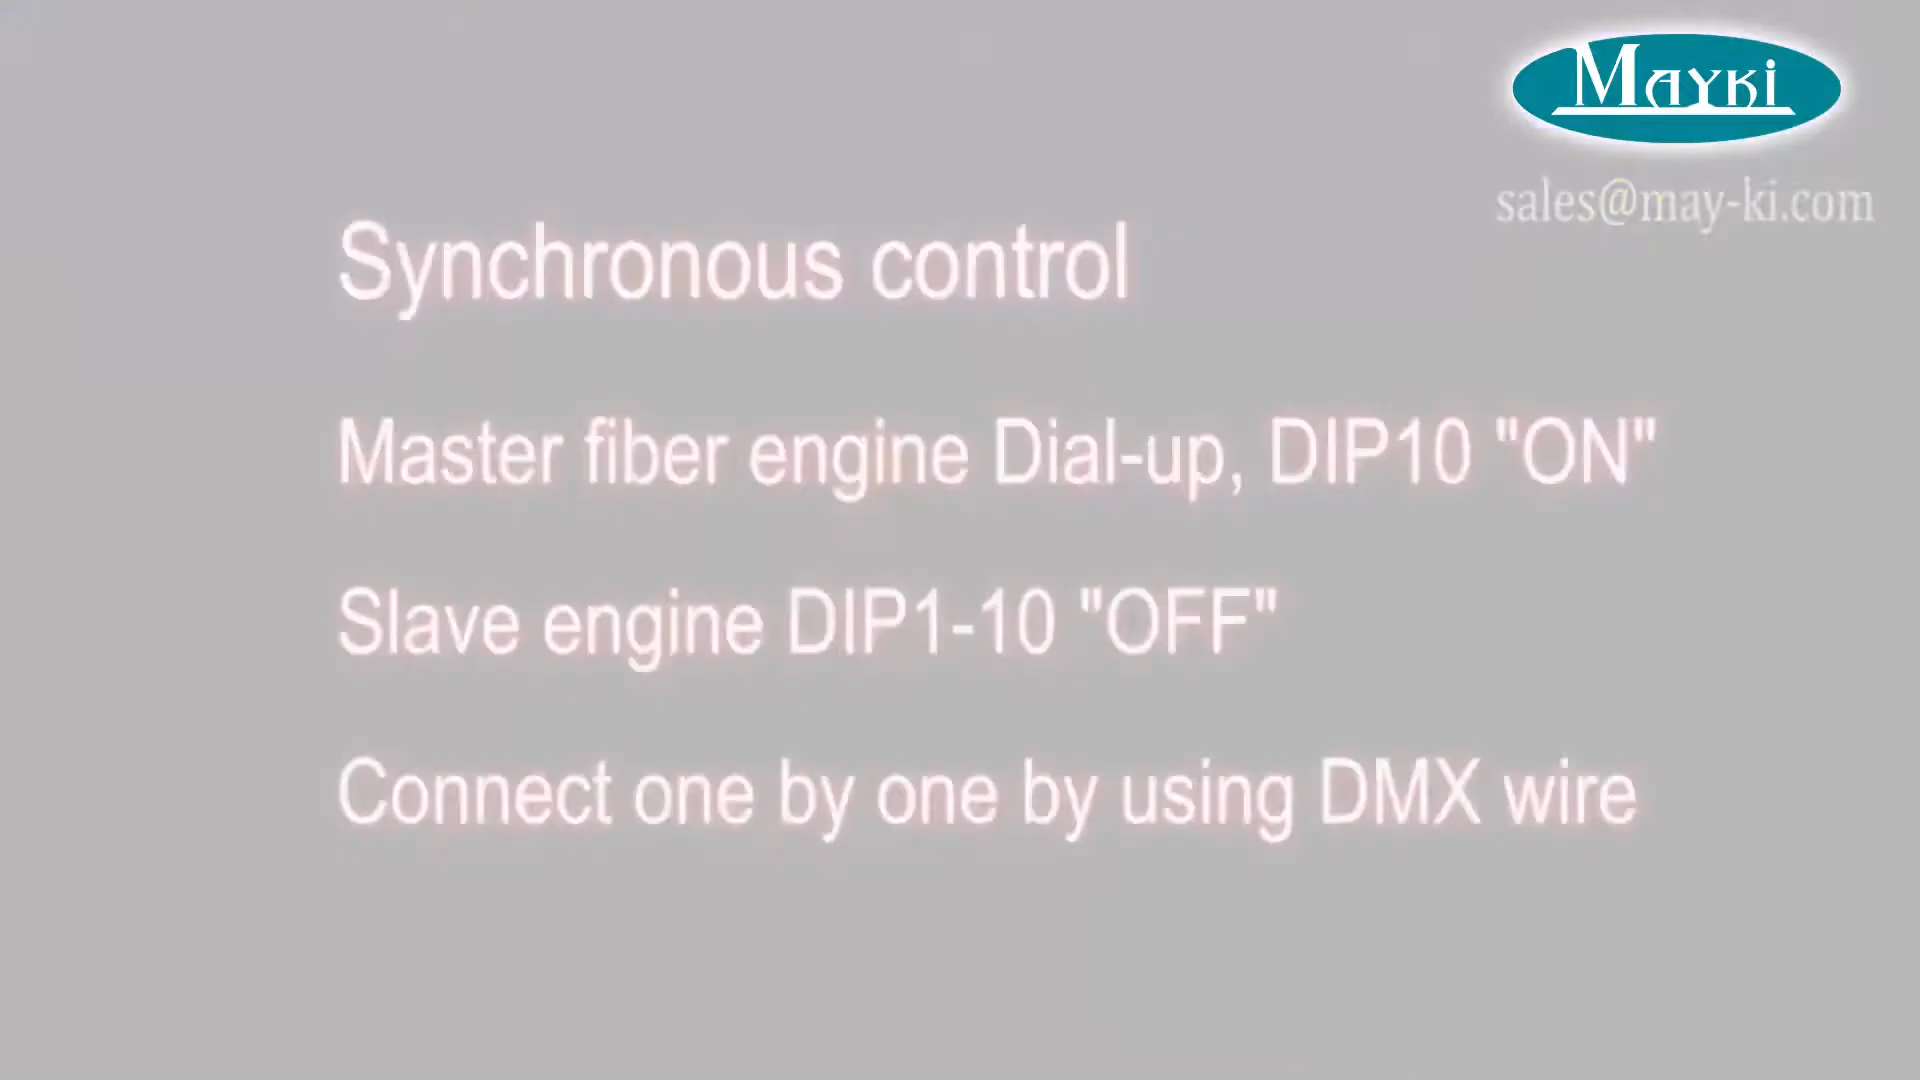 MAYKI
sales@may-ki.com
Synchronous control
Master fiber engine Dial-up, DIP10 "ON"
Slave engine DIP1-10 "OFF"
Connect one by one by using DMX wire